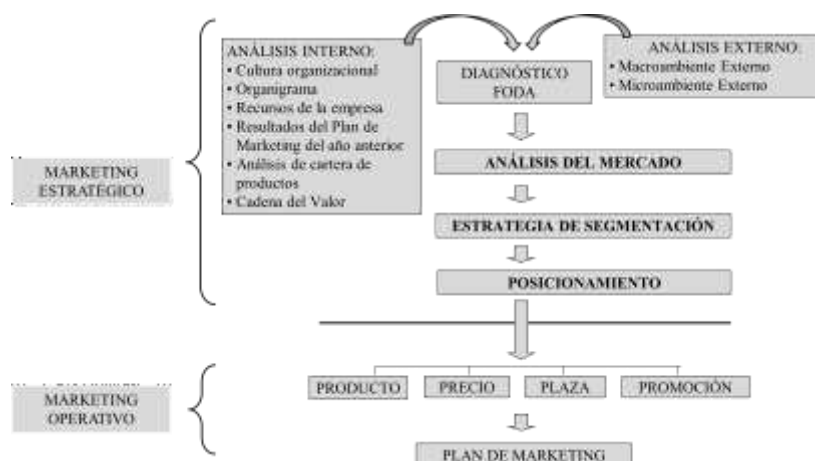 ANÁLISIS INTERNO:
• Cultura organizacional
• Organigrama
• Recursos de la empresa
• Resultados del Plan de
Marketing del año anterior
• Análisis de cartera de
productos
• Cadena del Valor
DIAGNÓSTICO
FODA
ANÁLISIS EXTERNO:
• Macroambiente Externo
• Microambiente Externo
MARKETING
ESTRATÉGICO
ANÁLISIS DEL MERCADO
ESTRATEGIA DE SEGMENTACIÓN
POSICIONAMIENTO
MARKETING
OPERATIVO
PRODUCTO
PRECIO
PLAZA
PROMOCIÓN
PLAN DE MARKETING